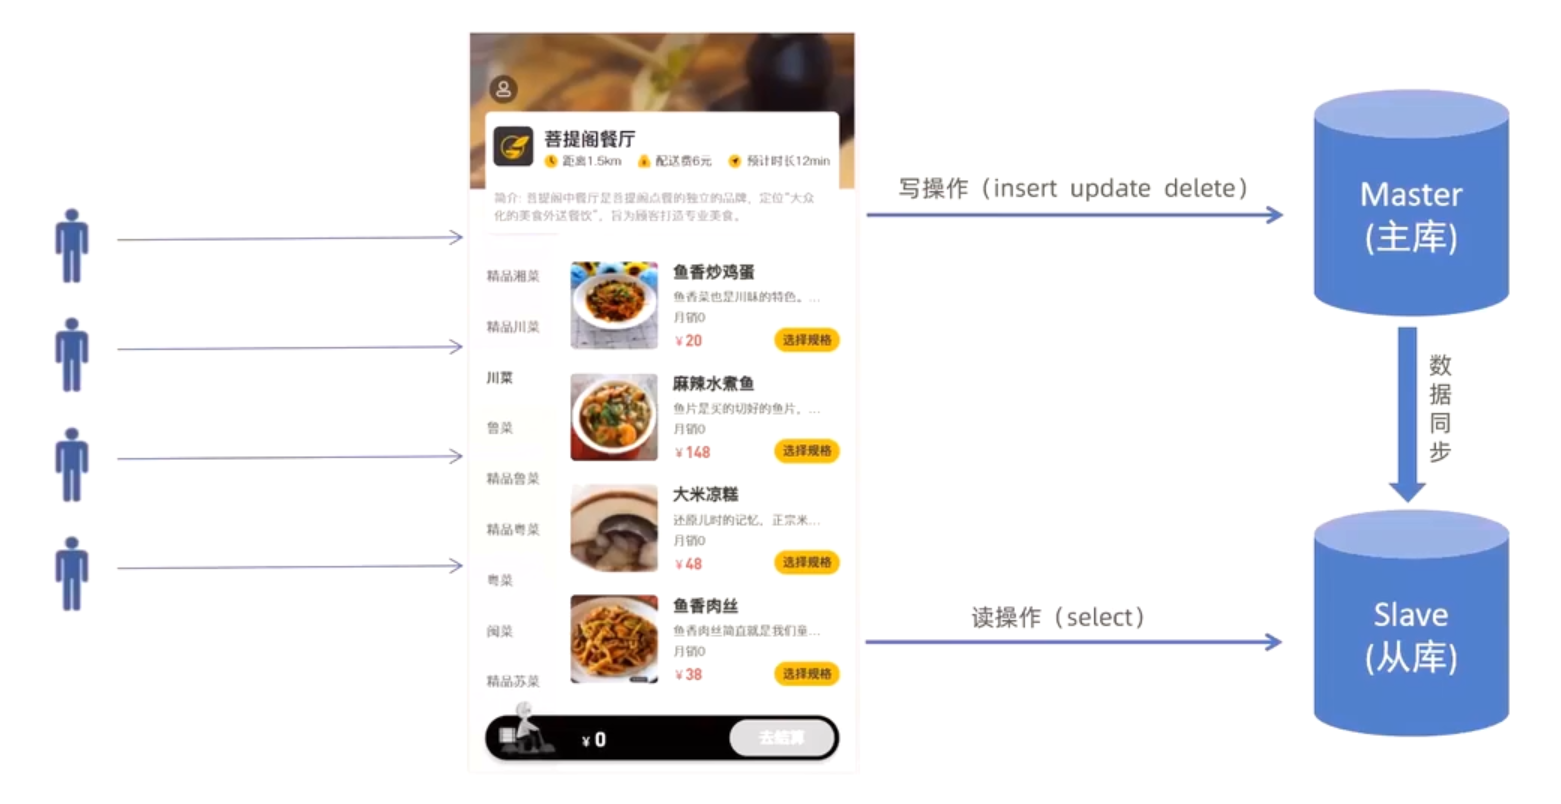 菩提阁餐厅
距离1.5km 配送费6元 预计时长12min
简介: 菩提阁中餐厅是菩提阁点餐的独立的品牌，定位“大众
化的美食外送餐饮”，旨为顾客打造专业美食。
精品湘菜
精品川菜
川菜
鲁菜
精品鲁菜
精品粤菜
粤菜
闽菜
精品苏菜
鱼香炒鸡蛋
鱼香菜也是川味的特色。...
月销0
¥20
选择规格
麻辣水煮鱼
鱼片是买的切好的鱼片，...
月销0
¥148
选择规格
大米凉糕
还原儿时的记忆，正宗米...
月销0
¥48
选择规格
鱼香肉丝
鱼香肉丝简直就是我们童...
月销0
¥38
选择规格
¥0
去结算
写操作（insert update delete）
读操作（select）
Master
(主库)
数
据
同
步
Slave
(从库)